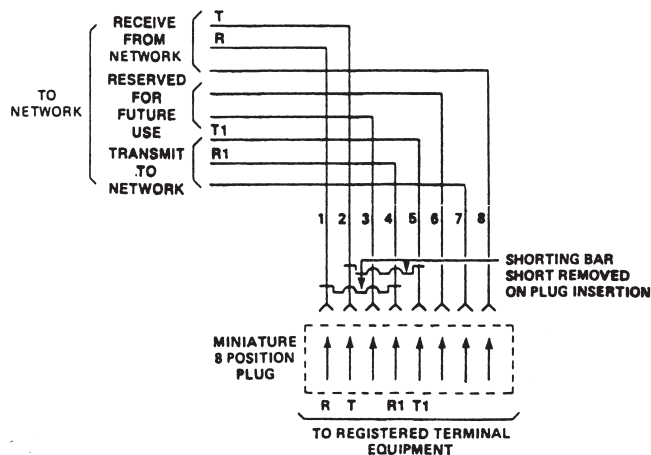 RECEIVE
FROM
NETWORK
T
R
RESERVED
FOR
FUTURE
USE
TO
NETWORK
T1
R1
TRANSMIT
.TO
NETWORK
1 2 3 4 5 6 7 8
SHORTING BAR
SHORT REMOVED
ON PLUG INSERTION
MINIATURE
8 POSITION
PLUG
R T R1 T1
TO REGISTERED TERMINAL
EQUIPMENT